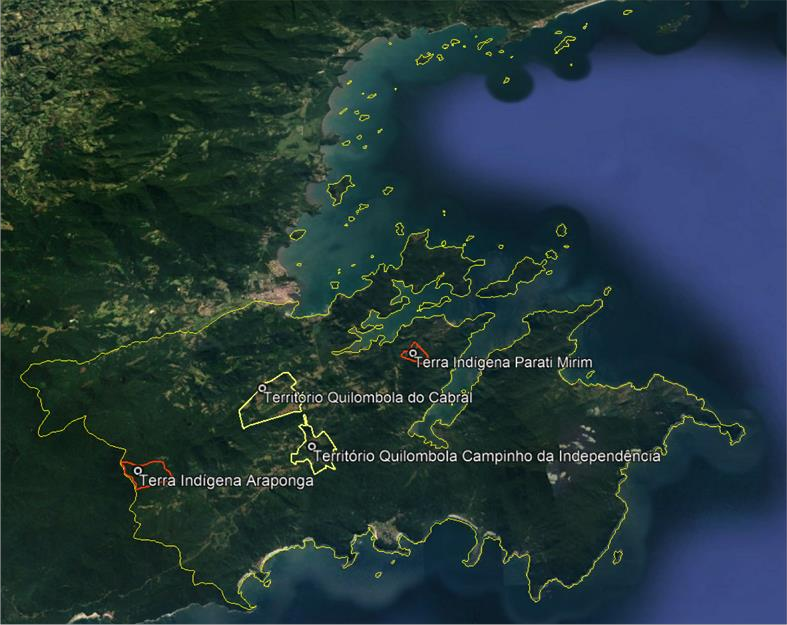 Terra Indígena Parati Mirim
Território Quilombola do Cabral
Território Quilombola Campinho da Independência
Terra Indígena Araponga